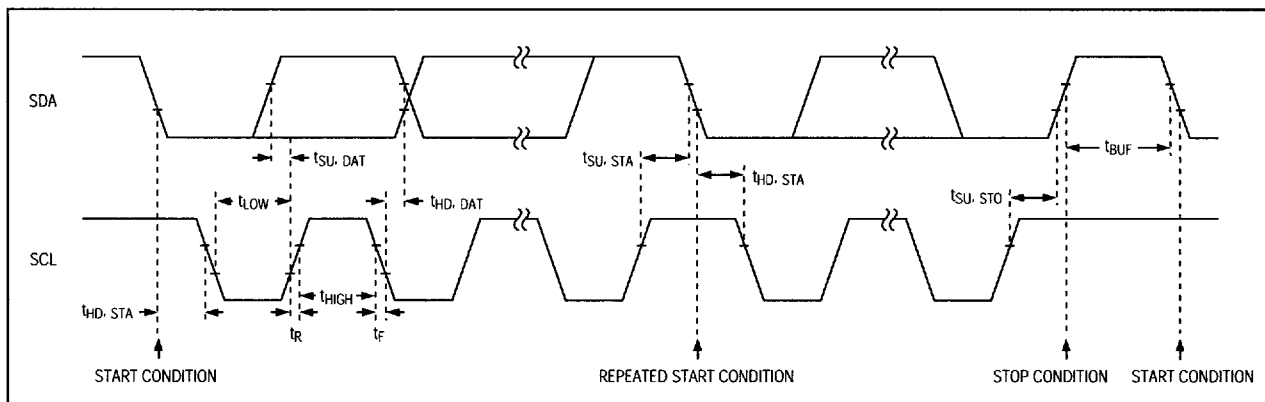 SDA
tSU, DAT
tSU, STA
tBUF
tLOW
tHD, DAT
tHD, STA
tSU, STO
SCL
tHD, STA
tHIGH
tR
tF
START CONDITION
REPEATED START CONDITION
STOP CONDITION
START CONDITION